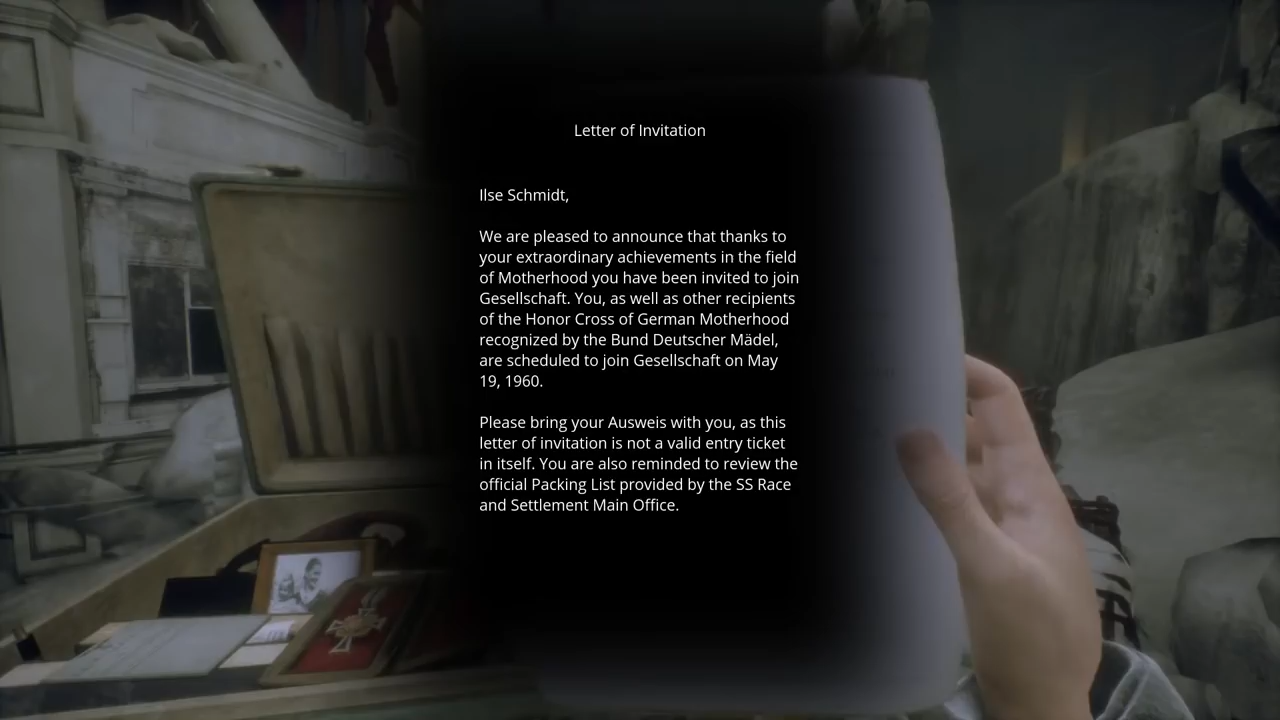 Letter of Invitation
Ilse Schmidt,
We are pleased to announce that thanks to
your extraordinary achievements in the field
of Motherhood you have been invited to join
Gesellschaft. You, as well as other recipients
of the Honor Cross of German Motherhood
recognized by the Bund Deutscher Mädel,
are scheduled to join Gesellschaft on May
19, 1960.
Please bring your Ausweis with you, as this
letter of invitation is not a valid entry ticket
in itself. You are also reminded to review the
official Packing List provided by the SS Race
and Settlement Main Office.